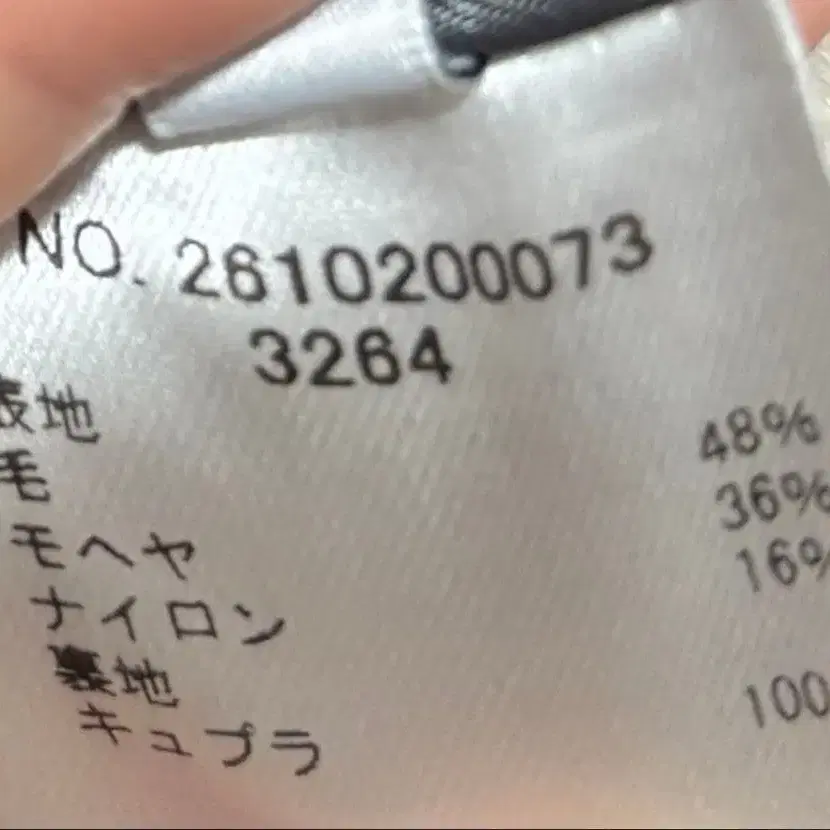 NO. 2610200073
3264
表地
毛 48%
モヘヤ 36%
ナイロン 16%
裏地
キュプラ 100